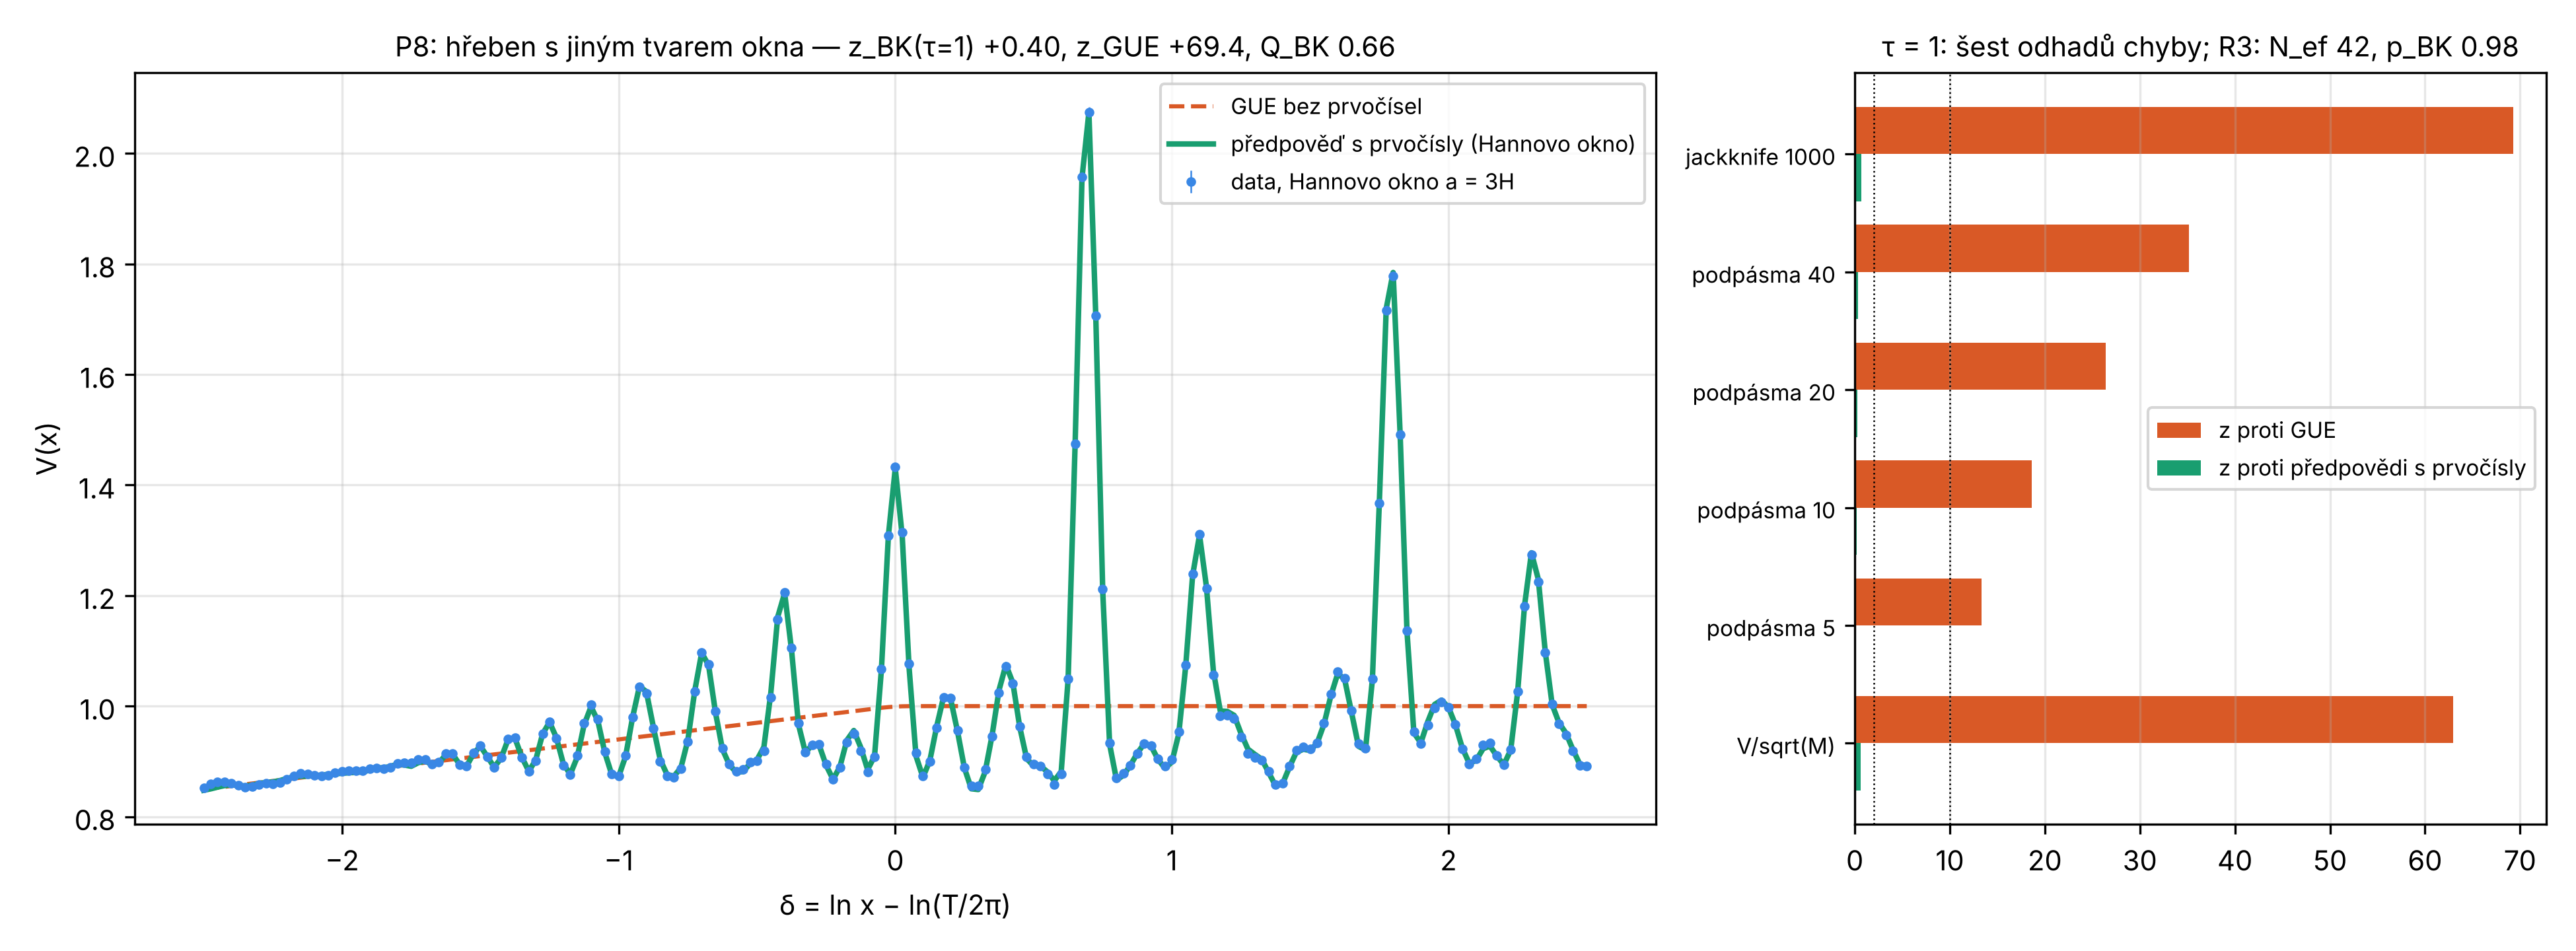 P8: hřeben s jiným tvarem okna — z_BK(τ=1) +0.40, z_GUE +69.4, Q_BK 0.66
V(x)
2.0
1.8
1.6
1.4
1.2
1.0
0.8
GUE bez prvočísel
předpověď s prvočísly (Hannovo okno)
data, Hannovo okno a = 3H
−2
−1
0
1
2
δ = ln x − ln(T/2π)
τ = 1: šest odhadů chyby; R3: N_ef 42, p_BK 0.98
jackknife 1000
podpásma 40
podpásma 20
podpásma 10
podpásma 5
V/sqrt(M)
z proti GUE
z proti předpovědi s prvočísly
0
10
20
30
40
50
60
70